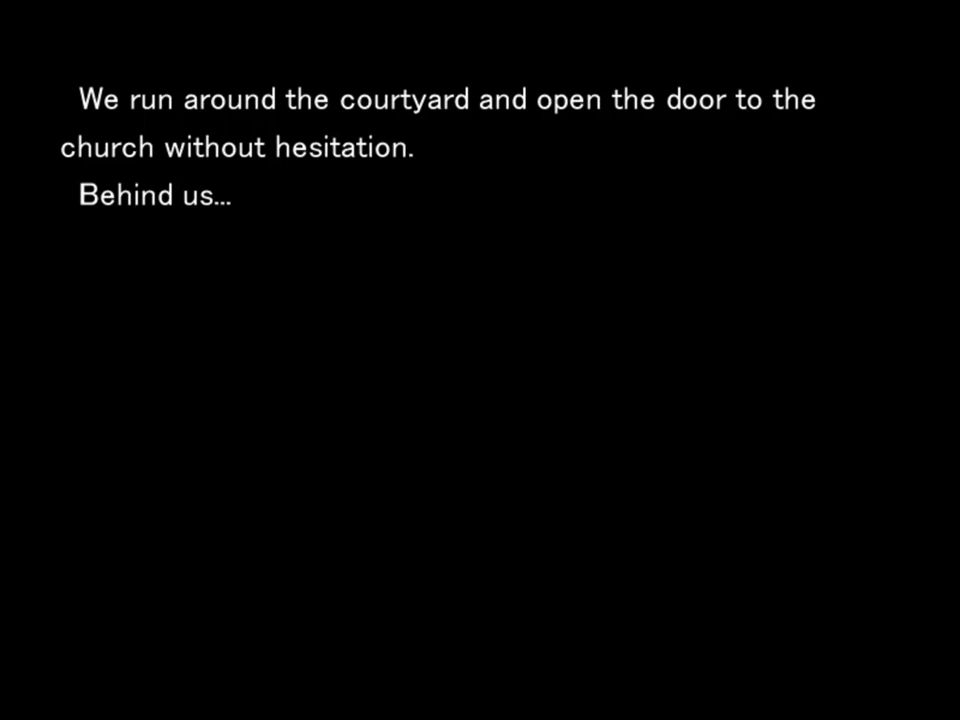 We run around the courtyard and open the door to the
church without hesitation.
Behind us...